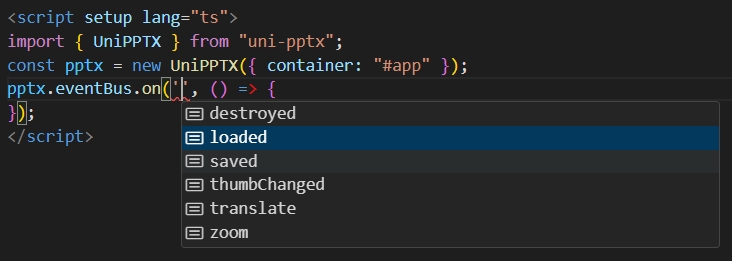 <script setup lang="ts">
import { UniPPTX } from "uni-pptx";
const pptx = new UniPPTX({ container: "#app" });
pptx.eventBus.on('', () => {
});
</script>
destroyed
loaded
saved
thumbChanged
translate
zoom